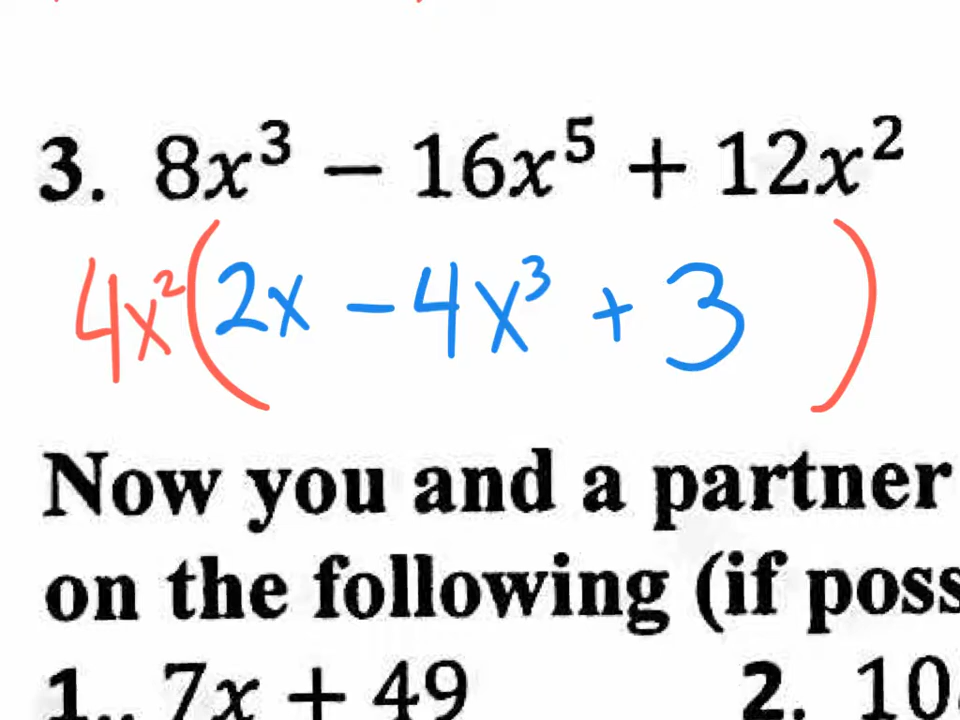 3. 8x³ – 16x⁵ + 12x²
4x²(2x – 4x³ + 3 )
Now you and a partner
on the following (if poss
1.. 7x + 49 2. 10